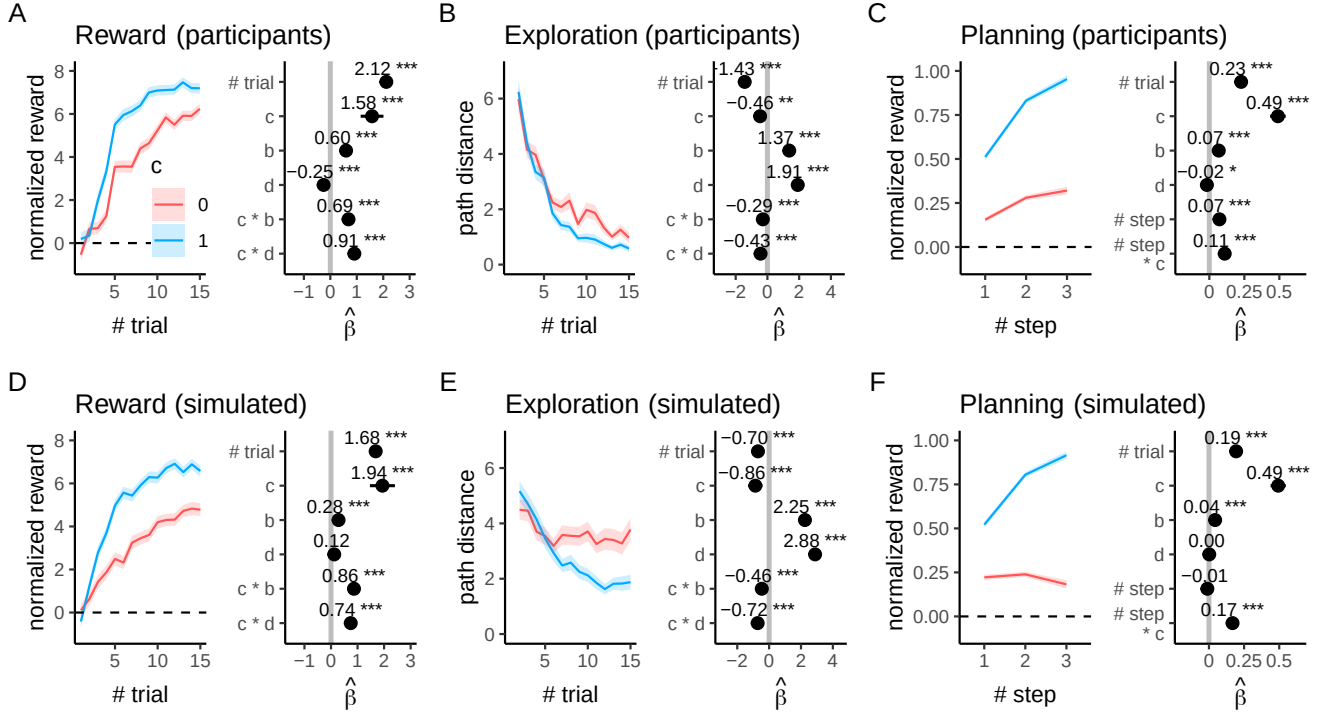 A
Reward (participants)
normalized reward
8
6
4
2
0
c
0
1
5
10
15
# trial
# trial
c
b
d
c * b
c * d
2.12 ***
1.58 ***
0.60 ***
−0.25 ***
0.69 ***
0.91 ***
−1 0 1 2 3
β̂
B
Exploration (participants)
path distance
6
4
2
0
5
10
15
# trial
# trial
c
b
d
c * b
c * d
−1.43 ***
−0.46 **
1.37 ***
1.91 ***
−0.29 ***
−0.43 ***
−2 0 2 4
β̂
C
Planning (participants)
normalized reward
1.00
0.75
0.50
0.25
0.00
1 2 3
# step
# trial
c
b
d
# step
# step
* c
0.23 ***
0.49 ***
0.07 ***
−0.02 *
0.07 ***
0.11 ***
0 0.25 0.5
β̂
D
Reward (simulated)
normalized reward
8
6
4
2
0
5
10
15
# trial
# trial
c
b
d
c * b
c * d
1.68 ***
1.94 ***
0.28 ***
0.12
0.86 ***
0.74 ***
−1 0 1 2 3
β̂
E
Exploration (simulated)
path distance
6
4
2
0
5
10
15
# trial
# trial
c
b
d
c * b
c * d
−0.70 ***
−0.86 ***
2.25 ***
2.88 ***
−0.46 ***
−0.72 ***
−2 0 2 4
β̂
F
Planning (simulated)
normalized reward
1.00
0.75
0.50
0.25
0.00
1 2 3
# step
# trial
c
b
d
# step
# step
* c
0.19 ***
0.49 ***
0.04 ***
0.00
−0.01
0.17 ***
0 0.25 0.5
β̂